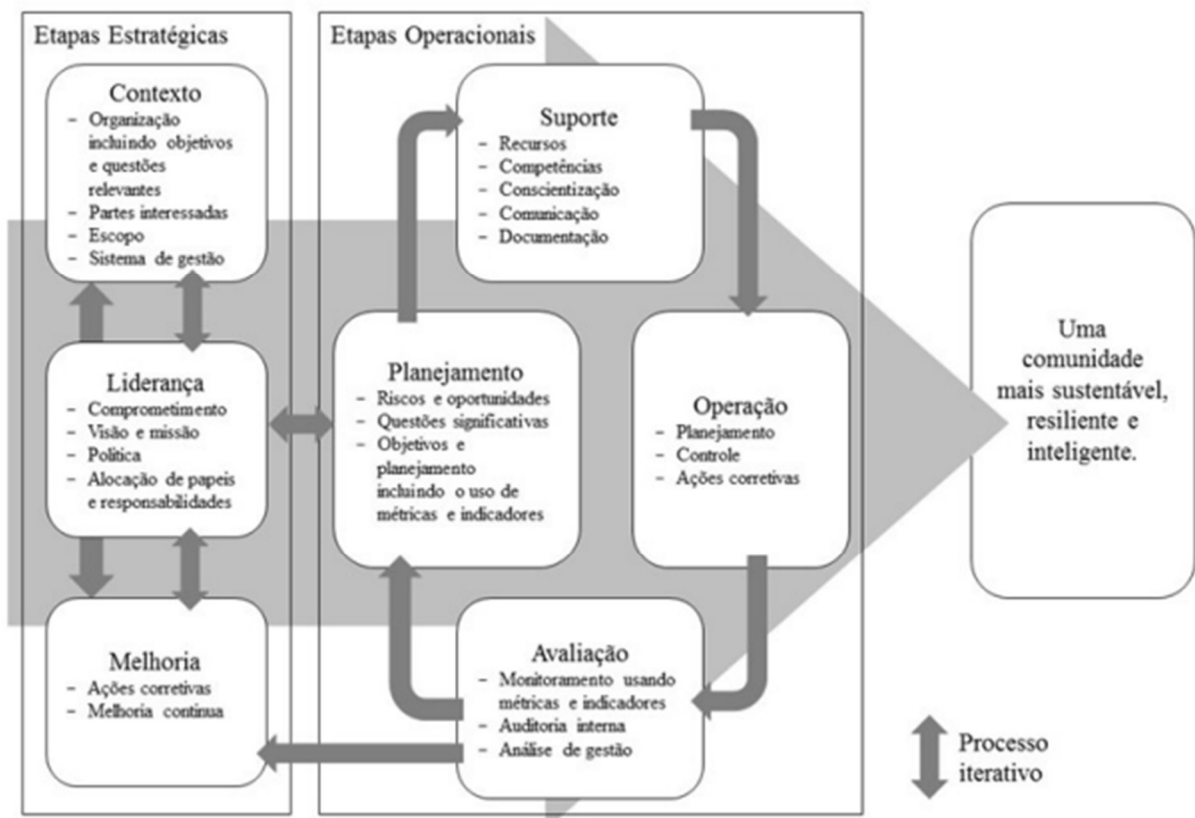 Etapas Estratégicas
Contexto
- Organização
incluindo objetivos
e questões
relevantes
- Partes interessadas
- Escopo
- Sistema de gestão
Liderança
- Comprometimento
- Visão e missão
- Política
- Alocação de papeis
e responsabilidades
Melhoria
- Ações corretivas
- Melhoria continua
Etapas Operacionais
Suporte
- Recursos
- Competências
- Conscientização
- Comunicação
- Documentação
Planejamento
- Riscos e oportunidades
- Questões significativas
- Objetivos e
planejamento
incluindo o uso de
métricas e indicadores
Operação
- Planejamento
- Controle
- Ações corretivas
Avaliação
- Monitoramento usando
métricas e indicadores
- Auditoria interna
- Análise de gestão
Uma
comunidade
mais sustentável,
resiliente e
inteligente.
Processo
iterativo